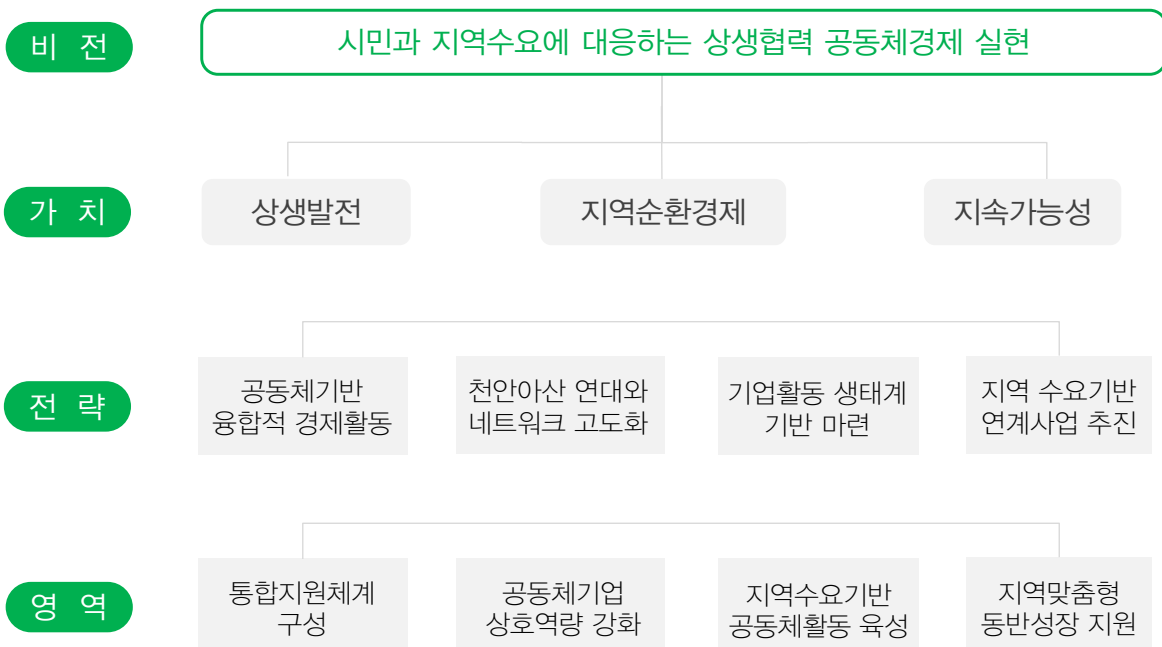 비 전
시민과 지역수요에 대응하는 상생협력 공동체경제 실현
가 치
상생발전
지역순환경제
지속가능성
전 략
공동체기반
융합적 경제활동
천안아산 연대와
네트워크 고도화
기업활동 생태계
기반 마련
지역 수요기반
연계사업 추진
영 역
통합지원체계
구성
공동체기업
상호역량 강화
지역수요기반
공동체활동 육성
지역맞춤형
동반성장 지원